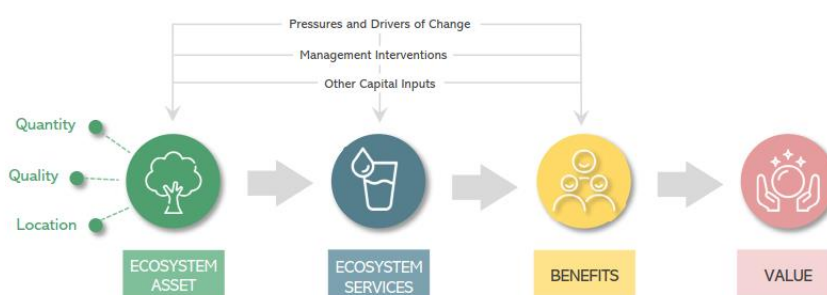 Pressures and Drivers of Change
Management Interventions
Other Capital Inputs
Quantity
Quality
Location
ECOSYSTEM
ASSET
ECOSYSTEM
SERVICES
BENEFITS
VALUE